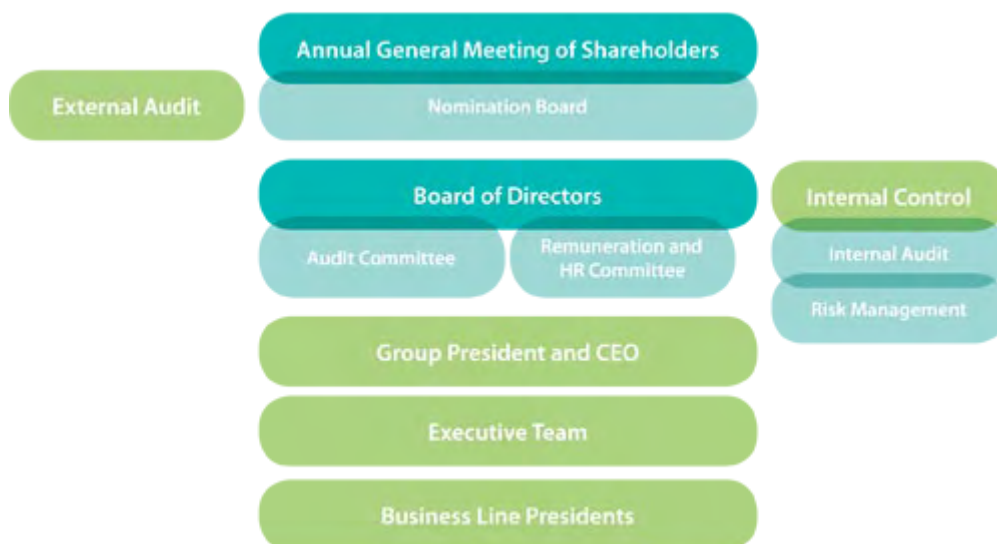 Annual General Meeting of Shareholders
External Audit
Nomination Board
Board of Directors
Internal Control
Audit Committee
Remuneration and
HR Committee
Internal Audit
Risk Management
Group President and CEO
Executive Team
Business Line Presidents